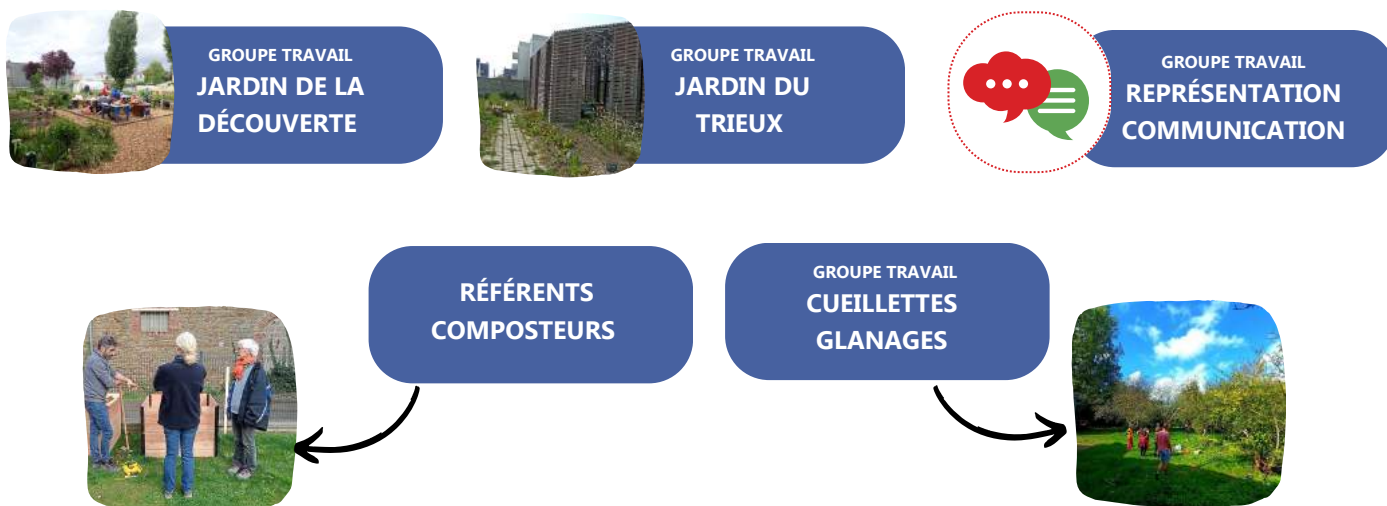 GROUPE TRAVAIL
JARDIN DE LA
DÉCOUVERTE
GROUPE TRAVAIL
JARDIN DU
TRIEUX
GROUPE TRAVAIL
REPRÉSENTATION
COMMUNICATION
RÉFÉRENTS
COMPOSTEURS
GROUPE TRAVAIL
CUEILLETTES
GLANAGES